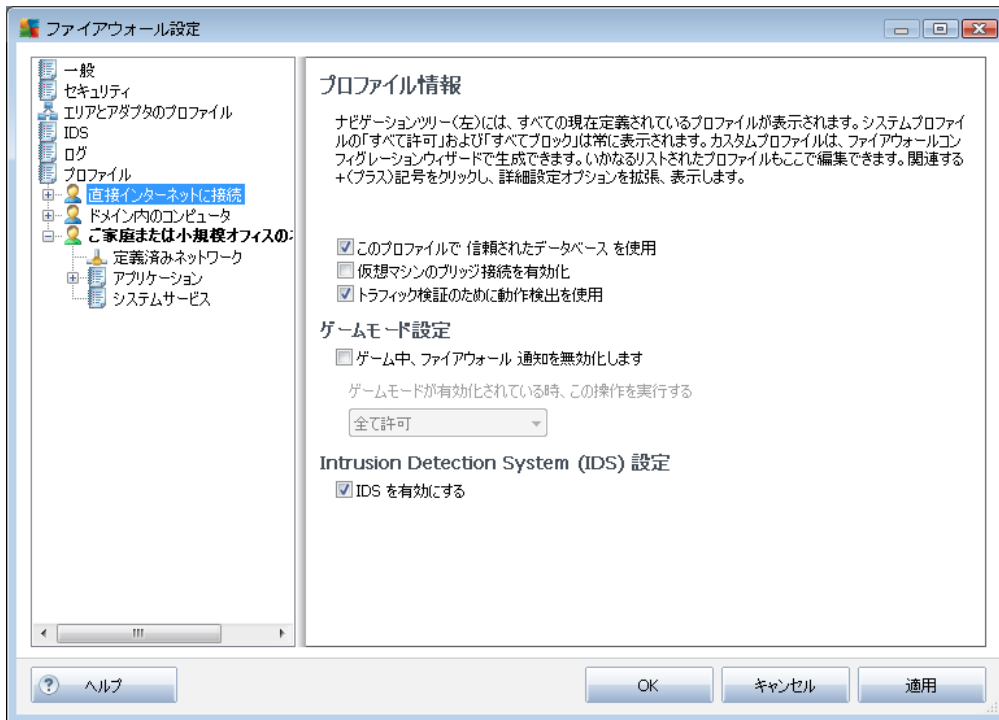 ファイアウォール設定
一般
セキュリティ
エリアとアダプタのプロファイル
IDS
ログ
プロファイル
直接インターネットに接続
ドメイン内のコンピュータ
ご家庭または小規模オフィスの
定義済みネットワーク
アプリケーション
システムサービス
プロファイル情報
ナビゲーションツリー(左)には、すべての現在定義されているプロファイルが表示されます。システムプロファイ
ルの「すべて許可」および「すべてブロック」は常に表示されます。カスタムプロファイルは、ファイアウォールコン
フィグレーションウィザードで生成できます。いかなるリストされたプロファイルもここで編集できます。関連する
+(プラス)記号をクリックし、詳細設定オプションを拡張、表示します。
このプロファイルで 信頼されたデータベース を使用
仮想マシンのブリッジ接続を有効化
トラフィック検証のために動作検出を使用
ゲームモード設定
ゲーム中、ファイアウォール 通知を無効化します
ゲームモードが有効化されている時、この操作を実行する
全て許可
Intrusion Detection System (IDS) 設定
IDS を有効にする
ヘルプ
OK
キャンセル
適用